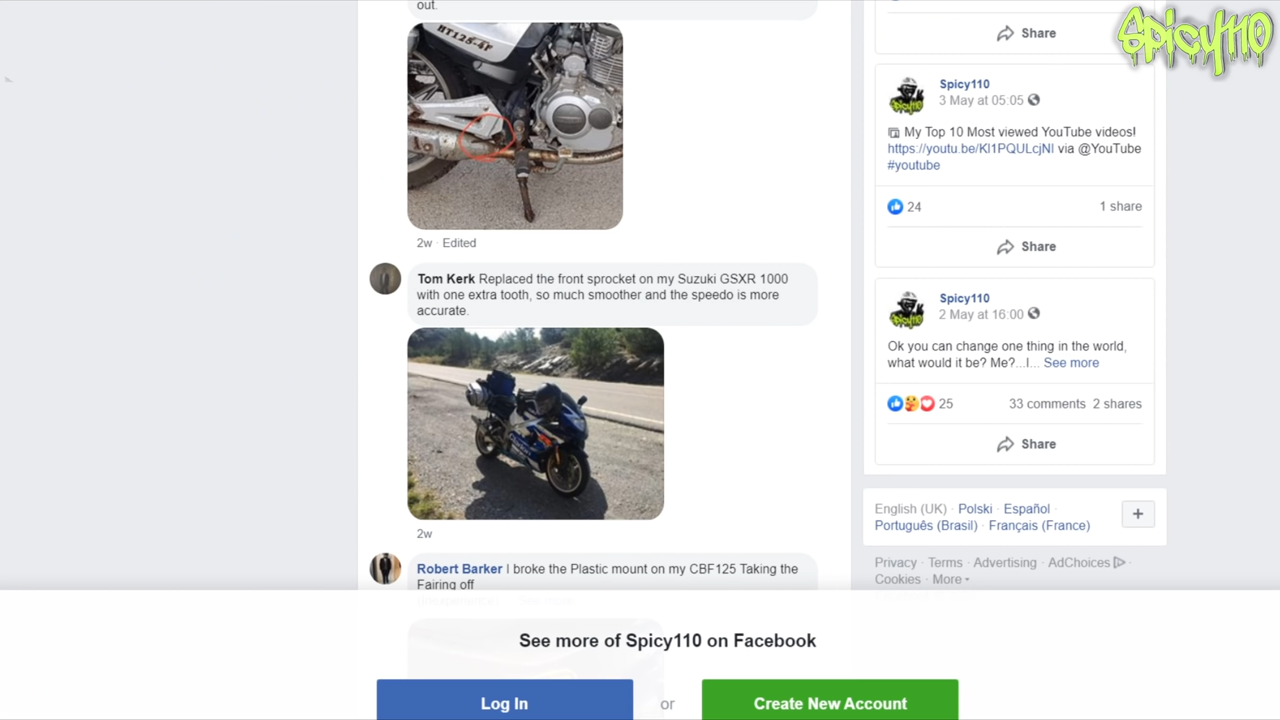 out.
HT125-4F
2w · Edited
Tom Kerk Replaced the front sprocket on my Suzuki GSXR 1000
with one extra tooth, so much smoother and the speedo is more
accurate.
2w
Robert Barker I broke the Plastic mount on my CBF125 Taking the
Fairing off
Share
Spicy110
Spicy110
3 May at 05:05
My Top 10 Most viewed YouTube videos!
https://youtu.be/Kl1PQULcjNI via @YouTube
#youtube
24
1 share
Share
Spicy110
2 May at 16:00
Ok you can change one thing in the world,
what would it be? Me?...I... See more
25
33 comments 2 shares
Share
English (UK) · Polski · Español ·
Português (Brasil) · Français (France)
+
Privacy · Terms · Advertising · AdChoices ·
Cookies · More
See more of Spicy110 on Facebook
Log In
or
Create New Account